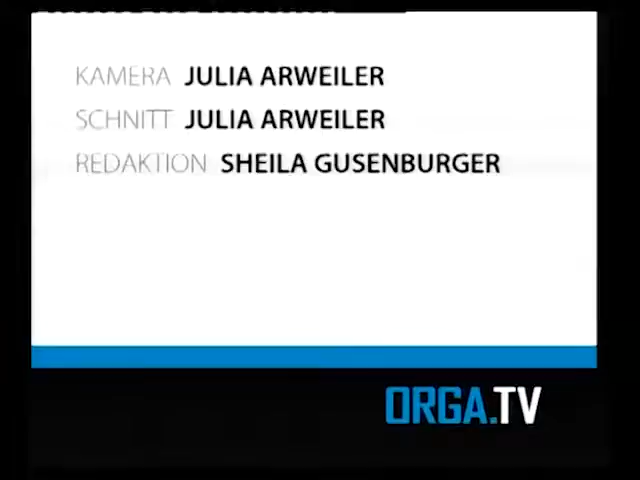 KAMERA JULIA ARWEILER
SCHNITT JULIA ARWEILER
REDAKTION SHEILA GUSENBURGER
ORGA.TV